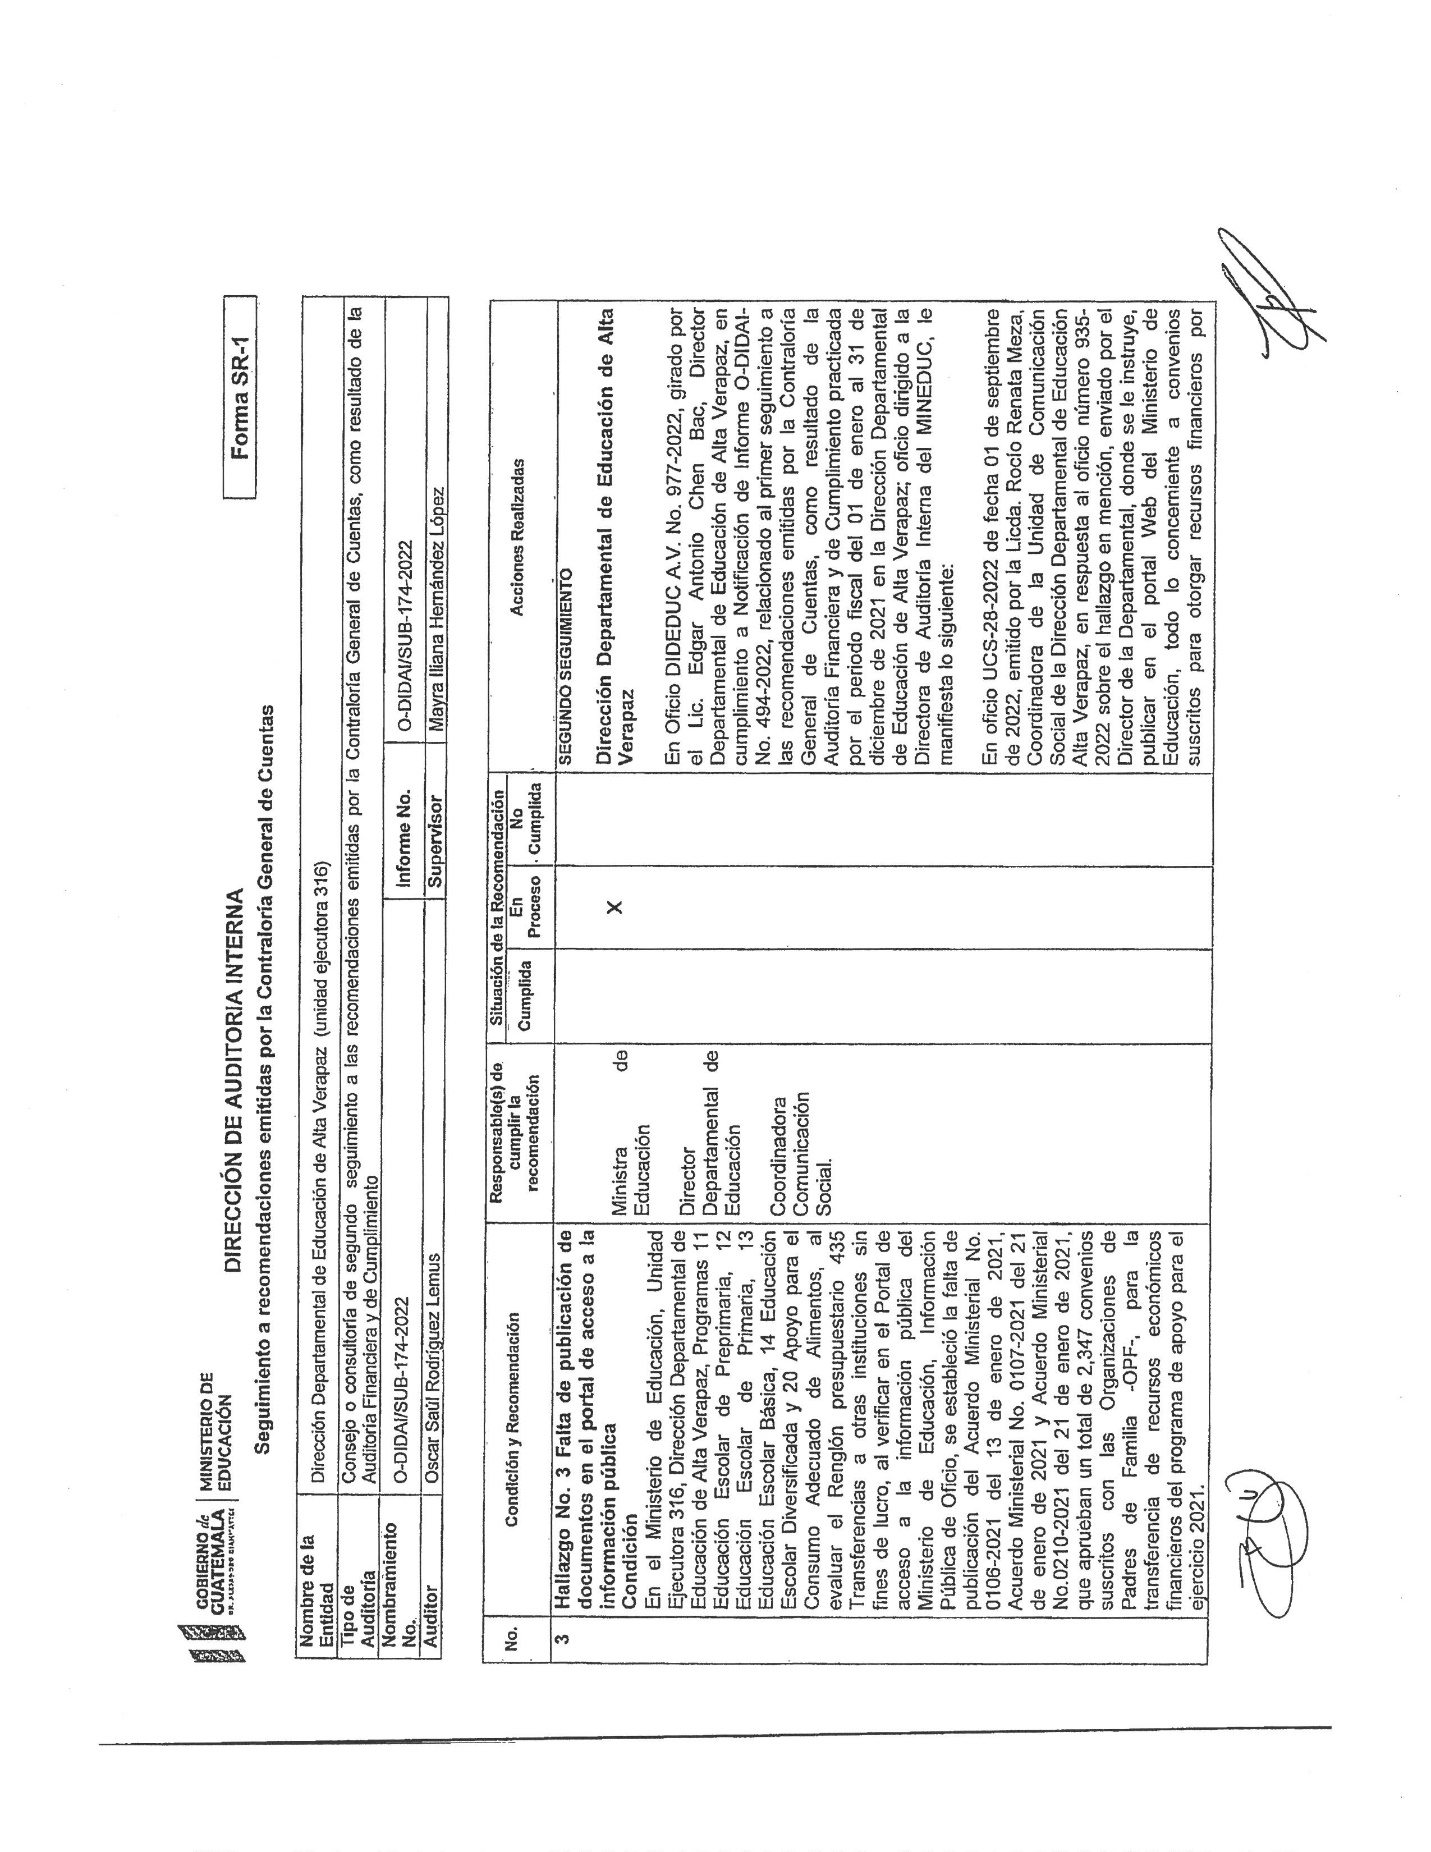 GOBIERNO de
GUATEMALA
DR. ALEJANDRO GIAMMATTEI
MINISTERIO DE
EDUCACIÓN
DIRECCIÓN DE AUDITORIA INTERNA
Forma SR-1
Seguimiento a recomendaciones emitidas por la Contraloría General de Cuentas
Nombre de la
Entidad
Dirección Departamental de Educación de Alta Verapaz (unidad ejecutora 316)
Tipo de
Auditoría
Consejo o consultoría de segundo seguimiento a las recomendaciones emitidas por la Contraloría General de Cuentas, como resultado de la
Auditoría Financiera y de Cumplimiento
Nombramiento
No.
O-DIDAI/SUB-174-2022
Informe No.
O-DIDAI/SUB-174-2022
Auditor
Oscar Saúl Rodríguez Lemus
Supervisor
Mayra Iliana Hernández López
No.
Condición y Recomendación
Responsable(s) de
cumplir la
recomendación
Situación de la Recomendación
Cumplida
En
Proceso
No
Cumplida
Acciones Realizadas
3
Hallazgo No. 3 Falta de publicación de
documentos en el portal de acceso a la
información pública
Condición
En el Ministerio de Educación, Unidad
Ejecutora 316, Dirección Departamental de
Educación de Alta Verapaz, Programas 11
Educación Escolar de Preprimaria, 12
Educación Escolar de Primaria, 13
Educación Escolar Básica, 14 Educación
Escolar Diversificada y 20 Apoyo para el
Consumo Adecuado de Alimentos, al
evaluar el Renglón presupuestario 435
Transferencias a otras instituciones sin
fines de lucro, al verificar en el Portal de
acceso a la información pública del
Ministerio de Educación, Información
Pública de Oficio, se estableció la falta de
publicación del Acuerdo Ministerial No.
0106-2021 del 13 de enero de 2021,
Acuerdo Ministerial No. 0107-2021 del 21
de enero de 2021 y Acuerdo Ministerial
No.0210-2021 del 21 de enero de 2021,
que aprueban un total de 2,347 convenios
suscritos con las Organizaciones de
Padres de Familia -OPF-, para la
transferencia de recursos económicos
financieros del programa de apoyo para el
ejercicio 2021.
Ministra de
Educación
Director
Departamental de
Educación
Coordinadora
Comunicación
Social.
X
SEGUNDO SEGUIMIENTO
Dirección Departamental de Educación de Alta
Verapaz
En Oficio DIDEDUC A.V. No. 977-2022, girado por
el Lic. Edgar Antonio Chen Bac, Director
Departamental de Educación de Alta Verapaz, en
cumplimiento a Notificación de Informe O-DIDAI-
No. 494-2022, relacionado al primer seguimiento a
las recomendaciones emitidas por la Contraloría
General de Cuentas, como resultado de la
Auditoría Financiera y de Cumplimiento practicada
por el periodo fiscal del 01 de enero al 31 de
diciembre de 2021 en la Dirección Departamental
de Educación de Alta Verapaz; oficio dirigido a la
Directora de Auditoría Interna del MINEDUC, le
manifiesta lo siguiente:
En oficio UCS-28-2022 de fecha 01 de septiembre
de 2022, emitido por la Licda. Rocío Renata Meza,
Coordinadora de la Unidad de Comunicación
Social de la Dirección Departamental de Educación
Alta Verapaz, en respuesta al oficio número 935-
2022 sobre el hallazgo en mención, enviado por el
Director de la Departamental, donde se le instruye,
publicar en el portal Web del Ministerio de
Educación, todo lo concerniente a convenios
suscritos para otorgar recursos financieros por